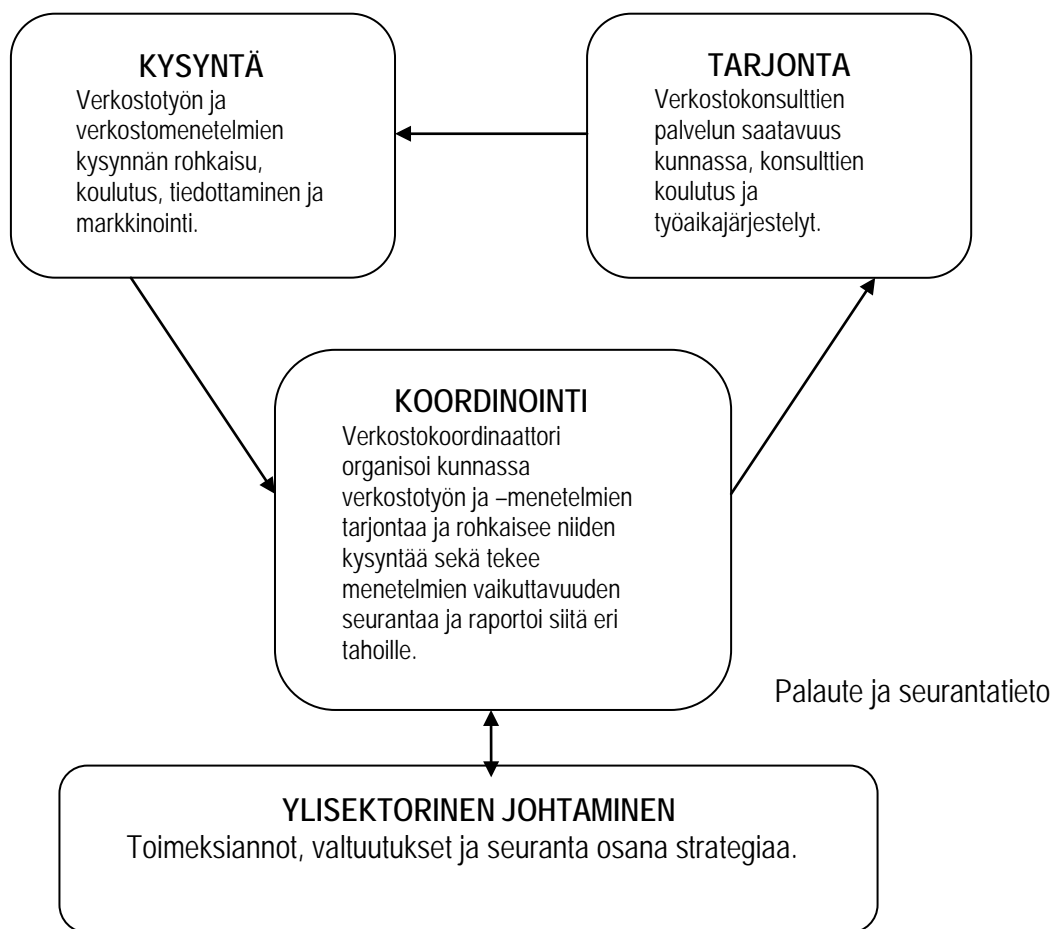 KYSYNTÄ
Verkostotyön ja
verkostomenetelmien
kysynnän rohkaisu,
koulutus, tiedottaminen ja
markkinointi.
TARJONTA
Verkostokonsulttien
palvelun saatavuus
kunnassa, konsulttien
koulutus ja
työaikajärjestelyt.
KOORDINOINTI
Verkostokoordinaattori
organisoi kunnassa
verkostotyön ja –menetelmien
tarjontaa ja rohkaisee niiden
kysyntää sekä tekee
menetelmien vaikuttavuuden
seurantaa ja raportoi siitä eri
tahoille.
Palaute ja seurantatieto
YLISEKTORINEN JOHTAMINEN
Toimeksiannot, valtuutukset ja seuranta osana strategiaa.